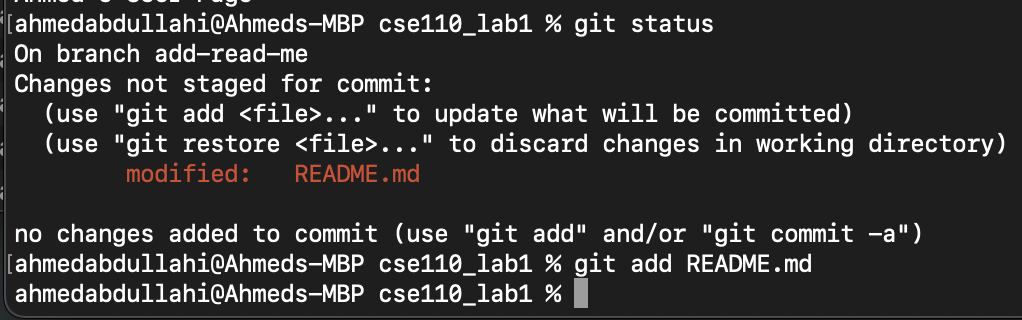 [ahmedabdullahi@Ahmeds-MBP cse110_lab1 % git status
On branch add-read-me
Changes not staged for commit:
  (use "git add <file>..." to update what will be committed)
  (use "git restore <file>..." to discard changes in working directory)
        modified:   README.md

no changes added to commit (use "git add" and/or "git commit -a")
[ahmedabdullahi@Ahmeds-MBP cse110_lab1 % git add README.md
ahmedabdullahi@Ahmeds-MBP cse110_lab1 %